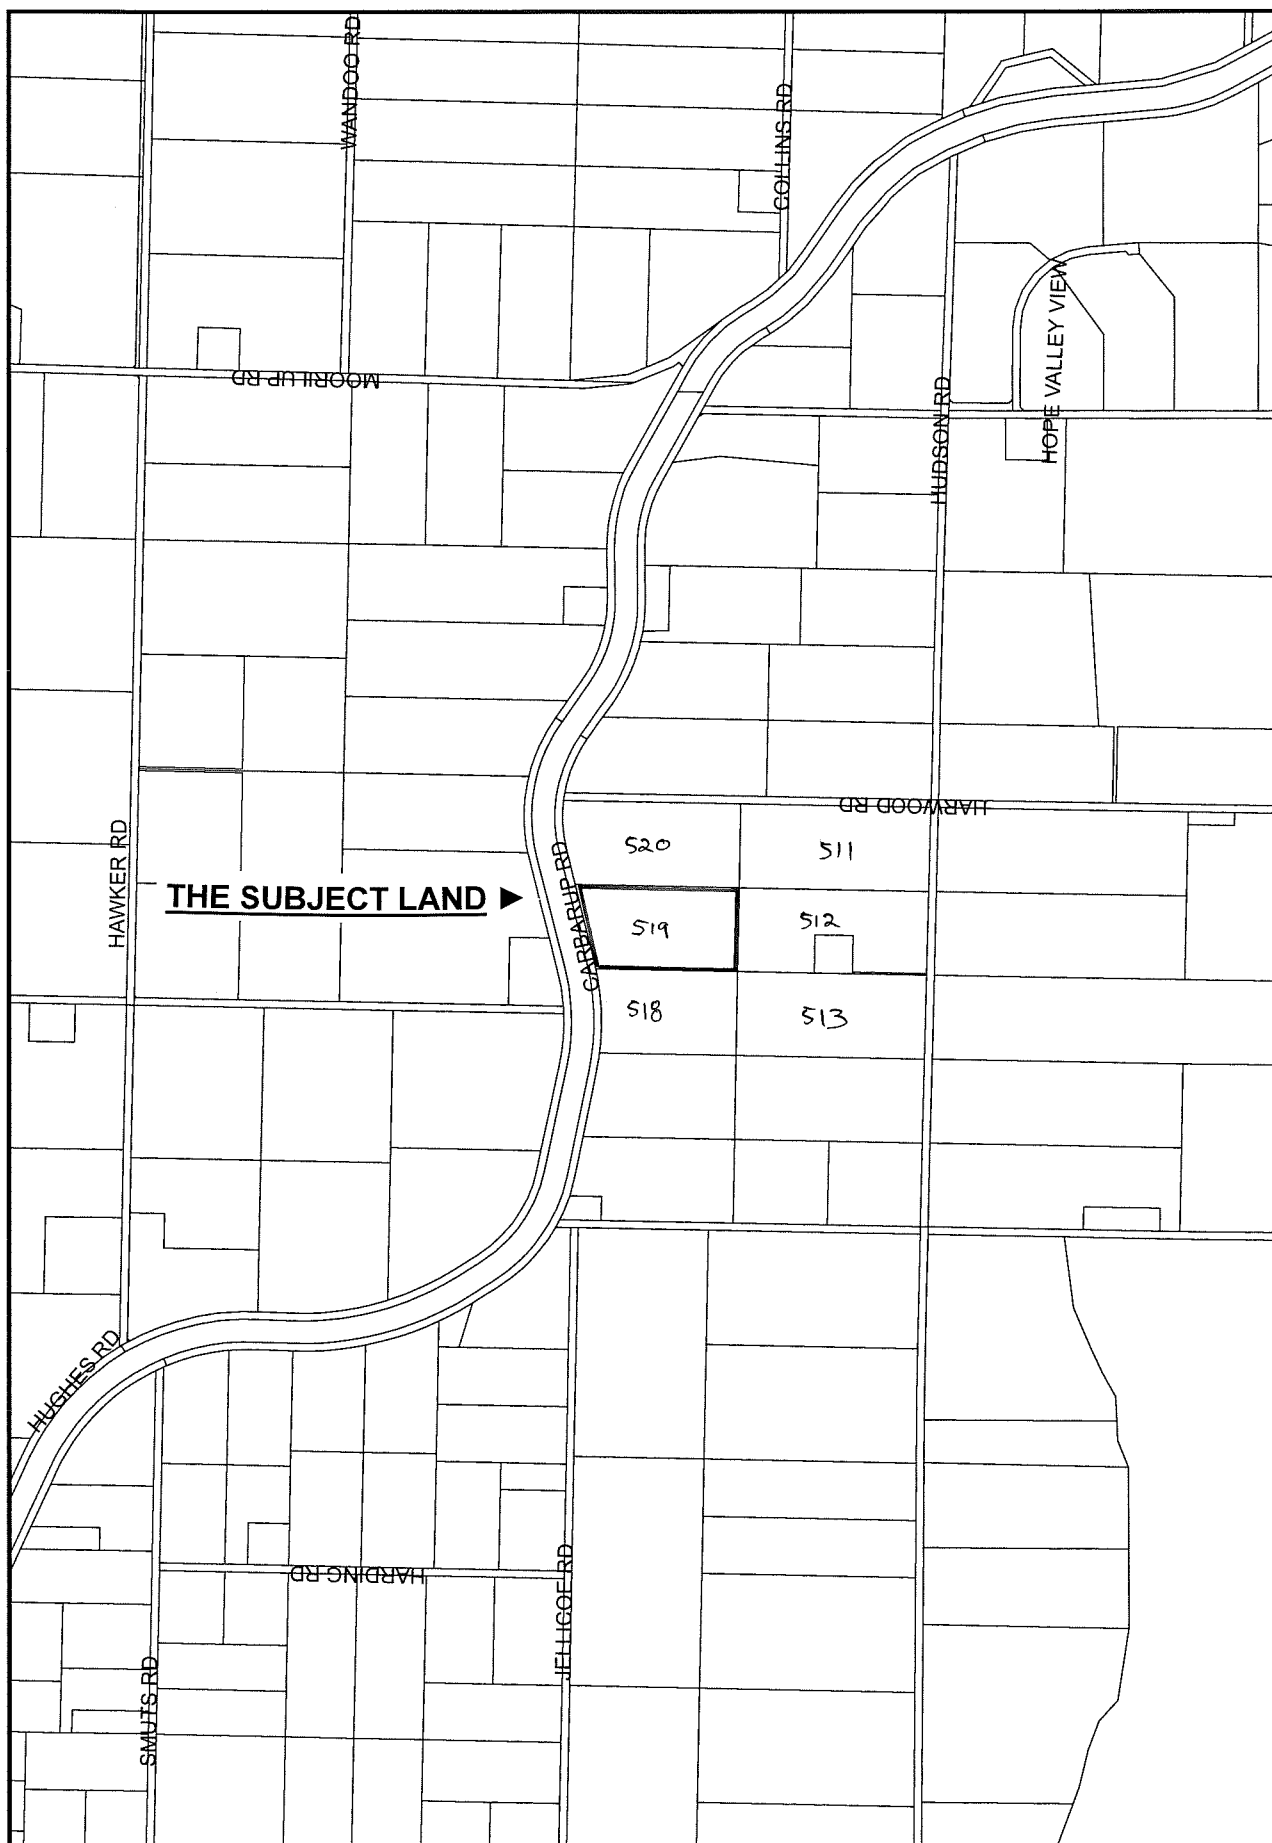 WANDOO RD
COLLINS RD
HOPE VALLEY VIEW
MOORILUP RD
HUDSON RD
HARWOOD RD
HAWKER RD
CARBARUP RD
520
511
THE SUBJECT LAND
519
512
518
513
HUGHES RD
HARDING RD
JELLICOE RD
SMUTS RD